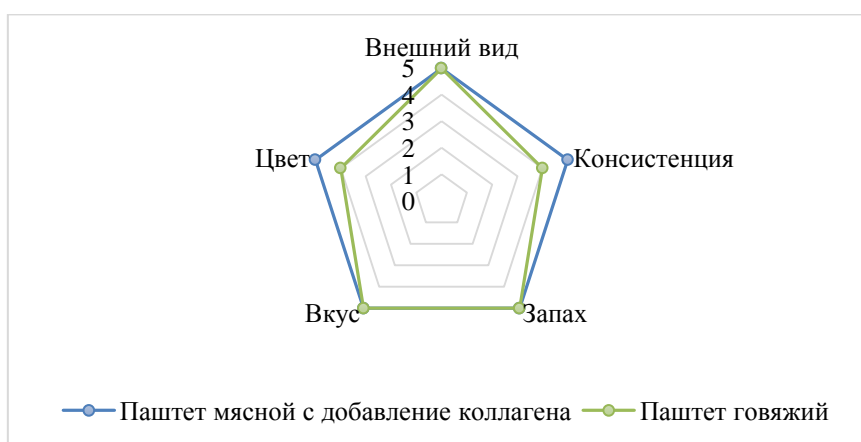 Внешний вид
5
4
3
2
1
0
Цвет
Консистенция
Вкус
Запах
Паштет мясной с добавление коллагена
Паштет говяжий